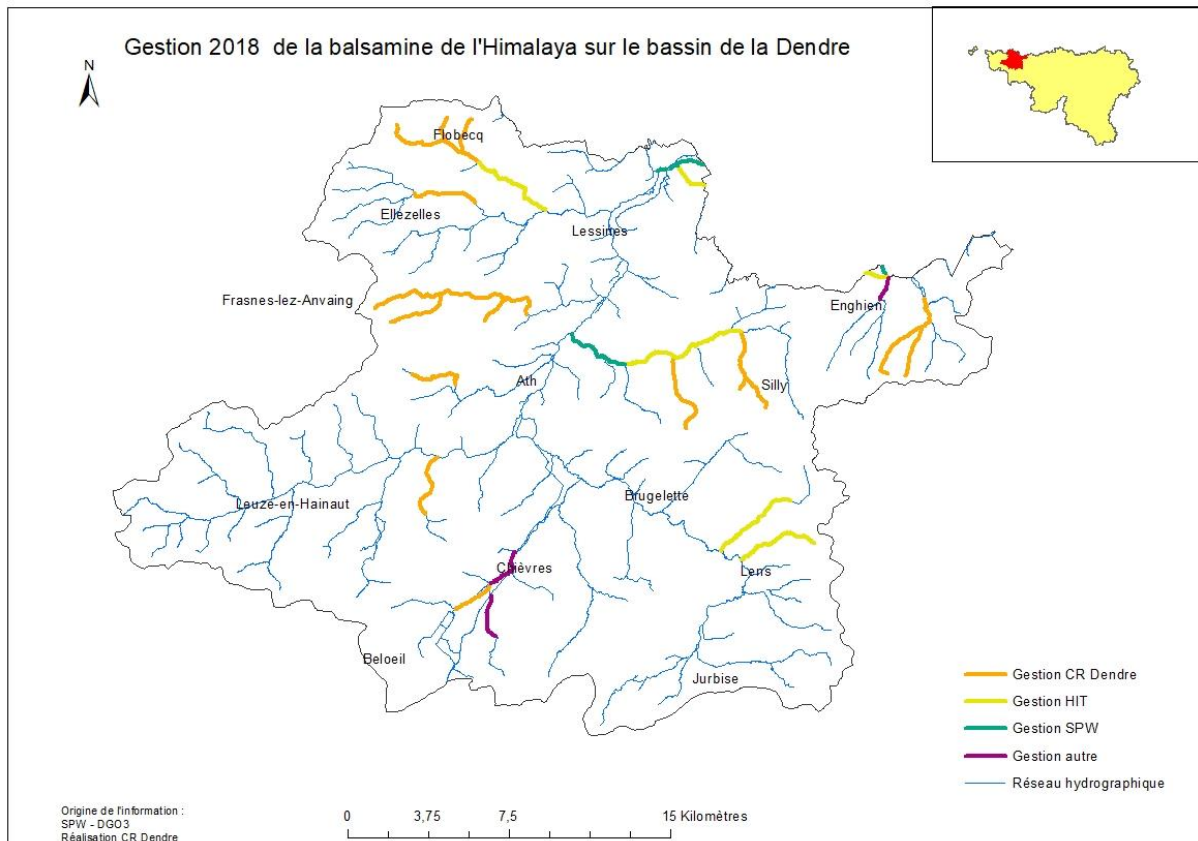 Gestion 2018 de la balsamine de l'Himalaya sur le bassin de la Dendre
N
Flobecq
Ellezelles
Lessines
Frasnes-lez-Anvaing
Enghien
Ath
Silly
Leuze-en-Hainaut
Brugelette
Chièvres
Lens
Beloeil
Jurbise
Gestion CR Dendre
Gestion HIT
Gestion SPW
Gestion autre
Réseau hydrographique
Origine de l'information :
SPW - DGO3
Réalisation CR Dendre
0 3,75 7,5 15 Kilomètres